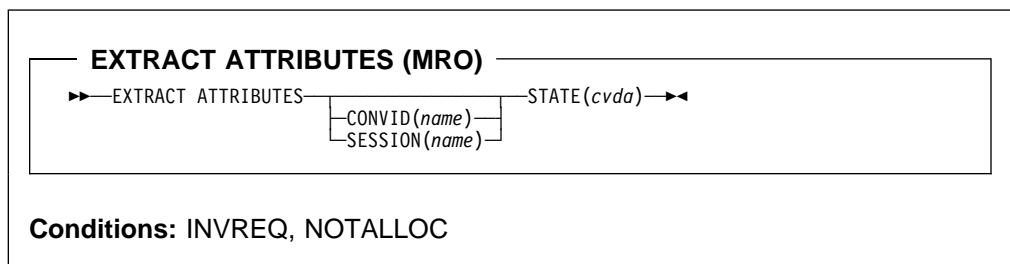 EXTRACT ATTRIBUTES (MRO)
EXTRACT ATTRIBUTES STATE(cvda)
CONVID(name)
SESSION(name)
Conditions: INVREQ, NOTALLOC